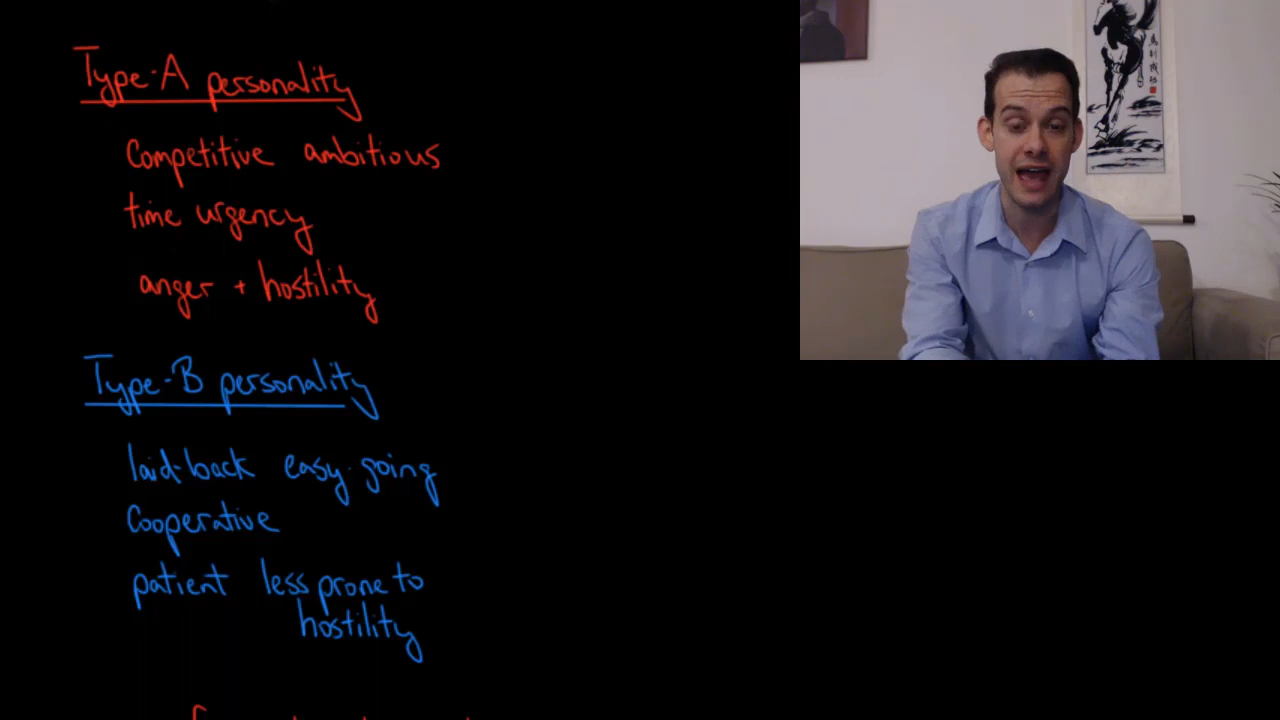 Type-A personality
Competitive ambitious
time urgency
anger + hostility
Type-B personality
laid-back easy-going
Cooperative
patient less prone to
hostility